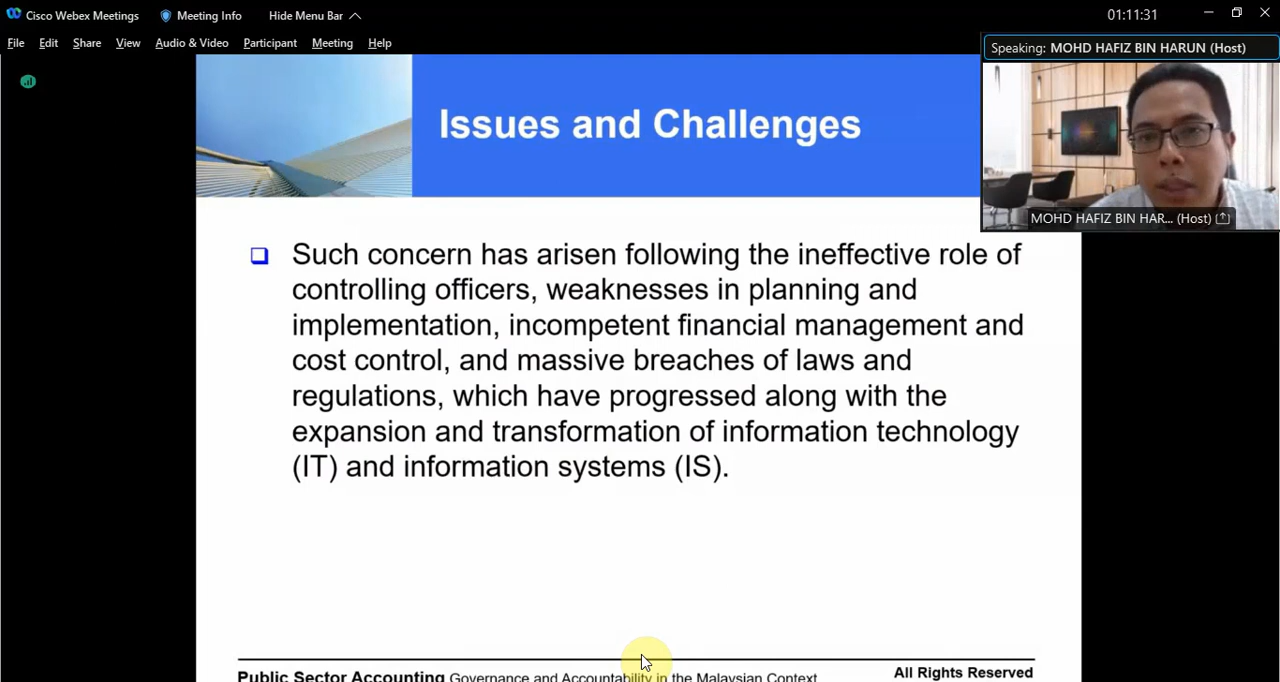 Cisco Webex Meetings Meeting Info Hide Menu Bar 01:11:31
File Edit Share View Audio & Video Participant Meeting Help
Speaking: MOHD HAFIZ BIN HARUN (Host)
MOHD HAFIZ BIN HAR... (Host)
Issues and Challenges
Such concern has arisen following the ineffective role of
controlling officers, weaknesses in planning and
implementation, incompetent financial management and
cost control, and massive breaches of laws and
regulations, which have progressed along with the
expansion and transformation of information technology
(IT) and information systems (IS).
Public Sector Accounting Governance and Accountability in the Malaysian Context All Rights Reserved